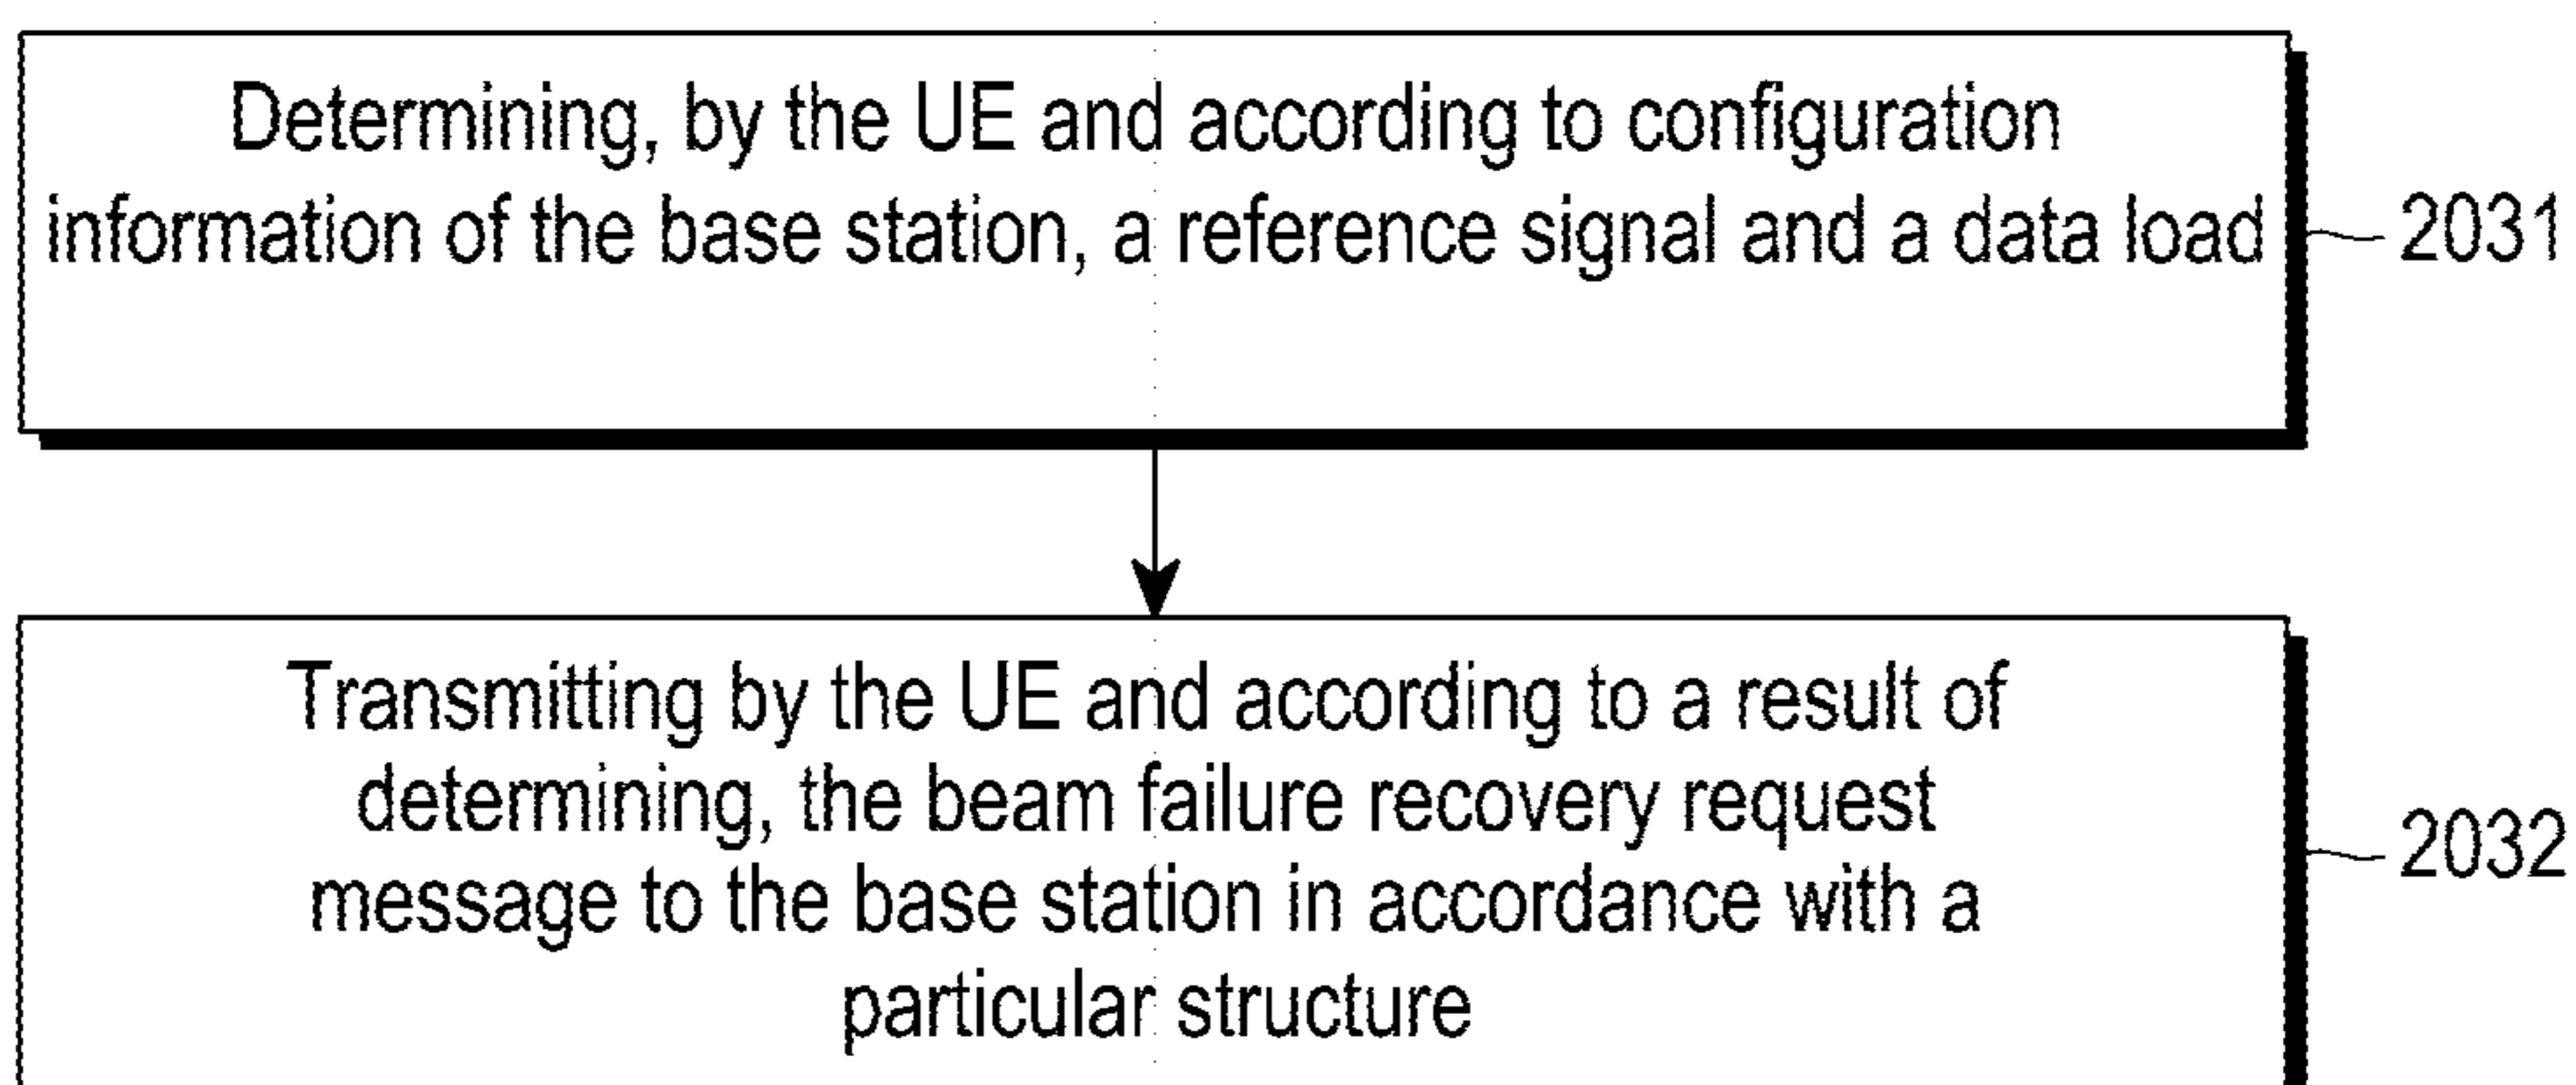 Determining, by the UE and according to configuration
information of the base station, a reference signal and a data load
2031
Transmitting by the UE and according to a result of
determining, the beam failure recovery request
message to the base station in accordance with a
particular structure
2032